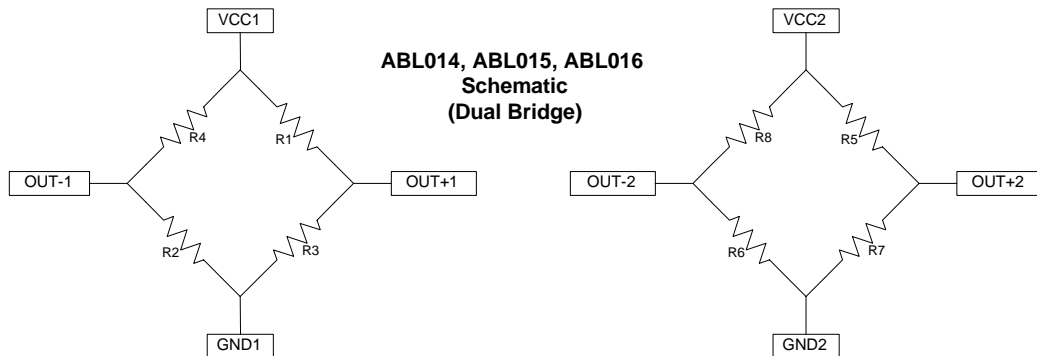 VCC1
VCC2
ABL014, ABL015, ABL016
Schematic
(Dual Bridge)
R4
R1
R8
R5
OUT-1
OUT+1
OUT-2
OUT+2
R2
R3
R6
R7
GND1
GND2